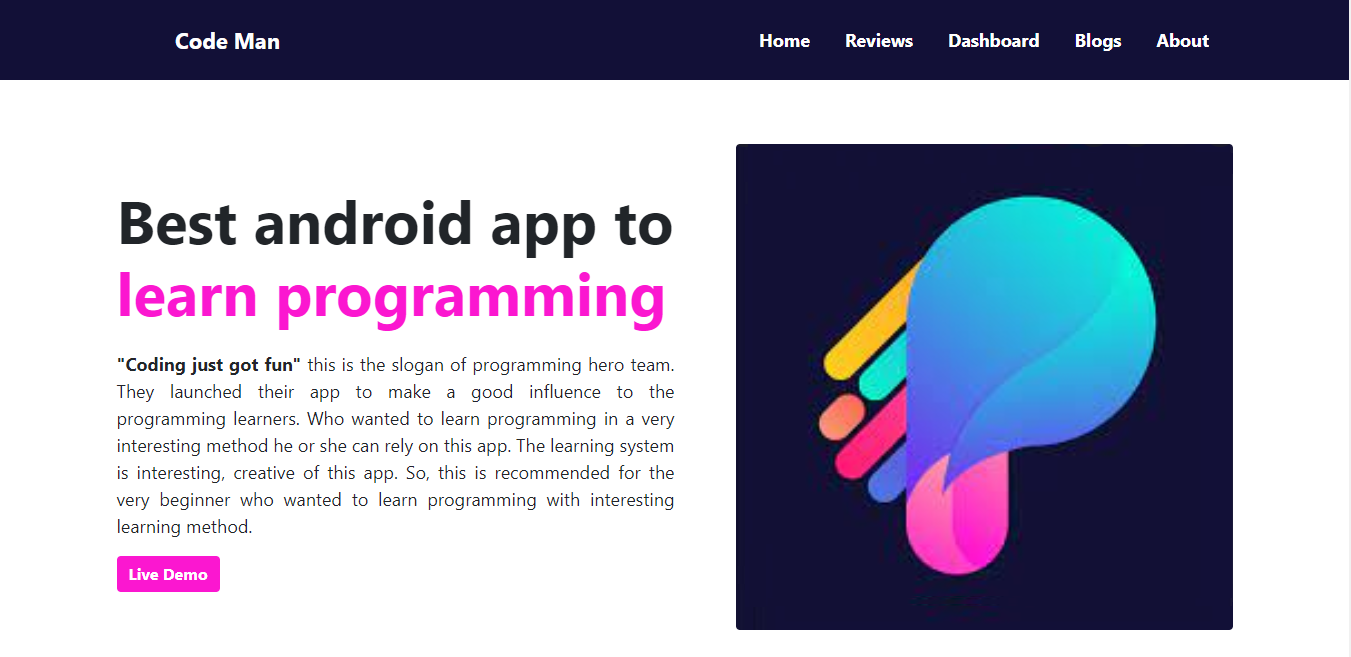 Code Man
Home Reviews Dashboard Blogs About
Best android app to
learn programming
"Coding just got fun" this is the slogan of programming hero team.
They launched their app to make a good influence to the
programming learners. Who wanted to learn programming in a very
interesting method he or she can rely on this app. The learning system
is interesting, creative of this app. So, this is recommended for the
very beginner who wanted to learn programming with interesting
learning method.
Live Demo